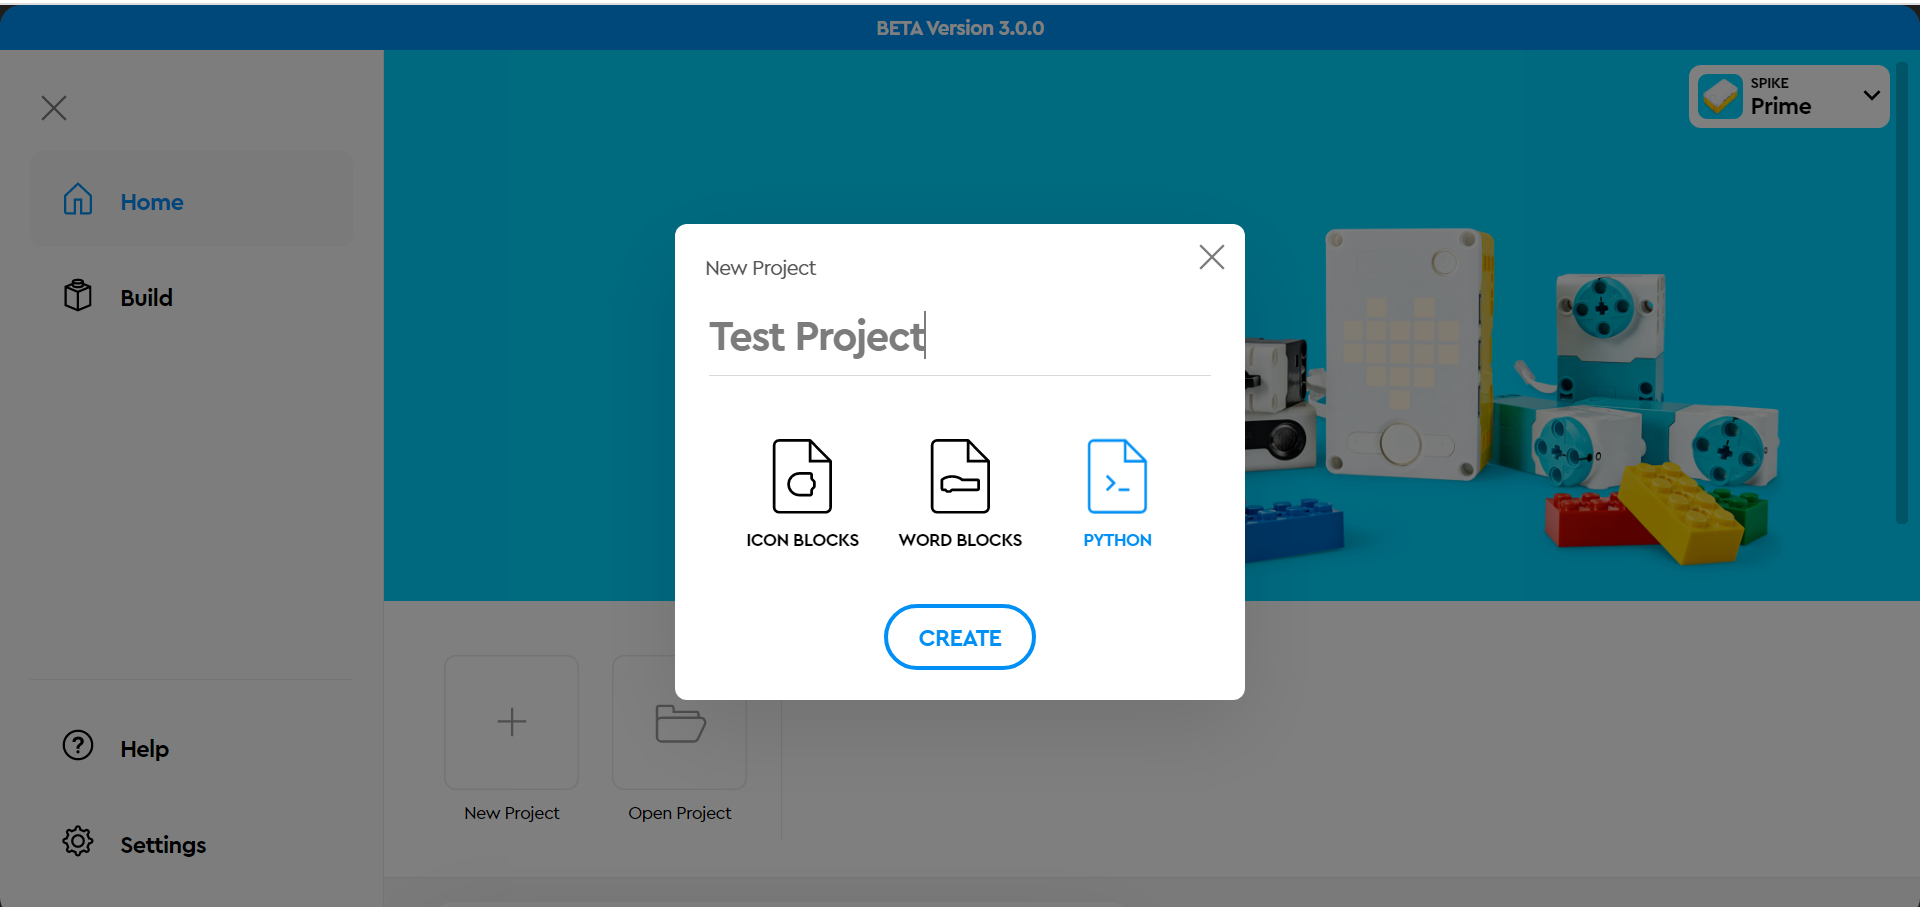 BETA Version 3.0.0
SPIKE
Prime
Home
Build
Help
Settings
New Project
Test Project
ICON BLOCKS
WORD BLOCKS
PYTHON
CREATE
New Project
Open Project